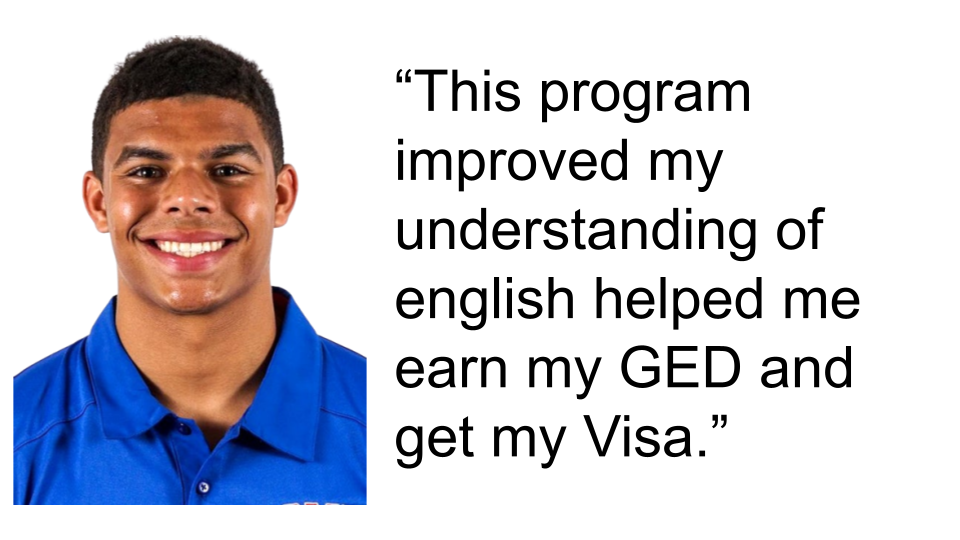 “This program
improved my
understanding of
english helped me
earn my GED and
get my Visa.”